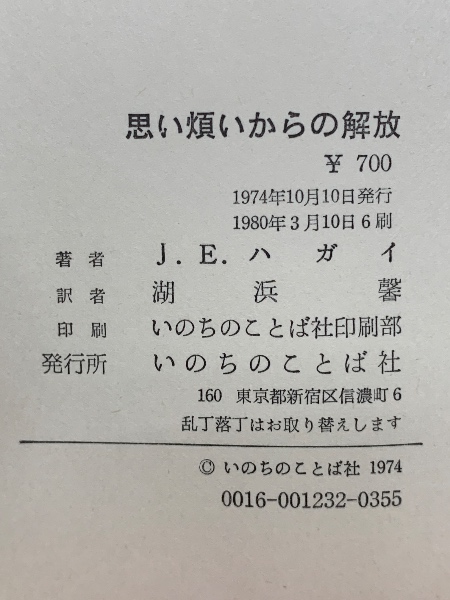 思い煩いからの解放
¥ 700
1974年10月10日発行
1980年3月10日6刷
著者 J. E. ハガイ
訳者 湖浜馨
印刷 いのちのことば社印刷部
発行所 いのちのことば社
160 東京都新宿区信濃町6
乱丁落丁はお取り替えします
© いのちのことば社 1974
0016-001232-0355